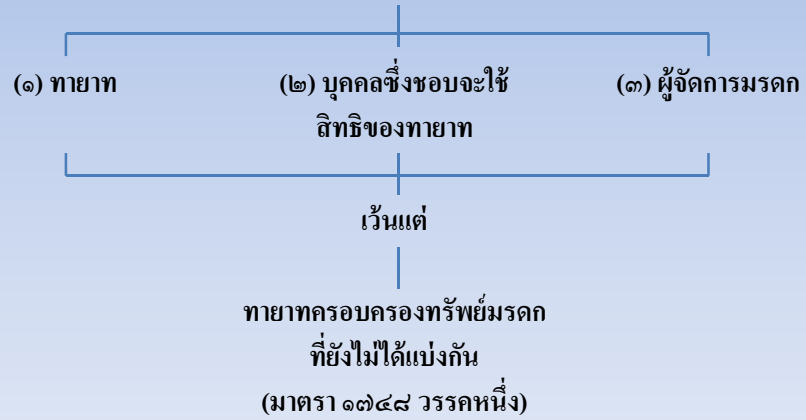 (๑) ทายาท
(๒) บุคคลซึ่งชอบจะใช้
สิทธิของทายาท
(๓) ผู้จัดการมรดก
เว้นแต่
ทายาทครอบครองทรัพย์มรดก
ที่ยังไม่ได้แบ่งกัน
(มาตรา ๑๗๔๘ วรรคหนึ่ง)